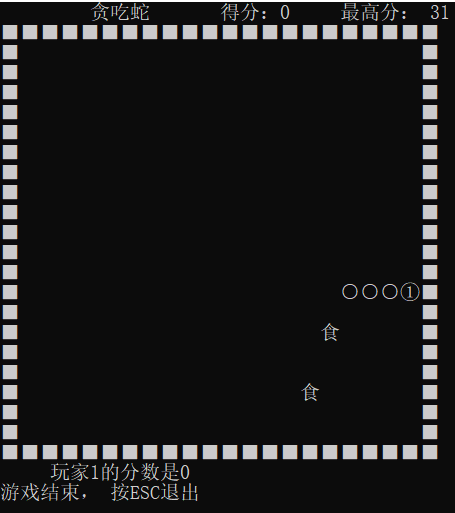 贪吃蛇 得分：0 最高分： 31
○○○①
食
食
玩家1的分数是0
游戏结束， 按ESC退出